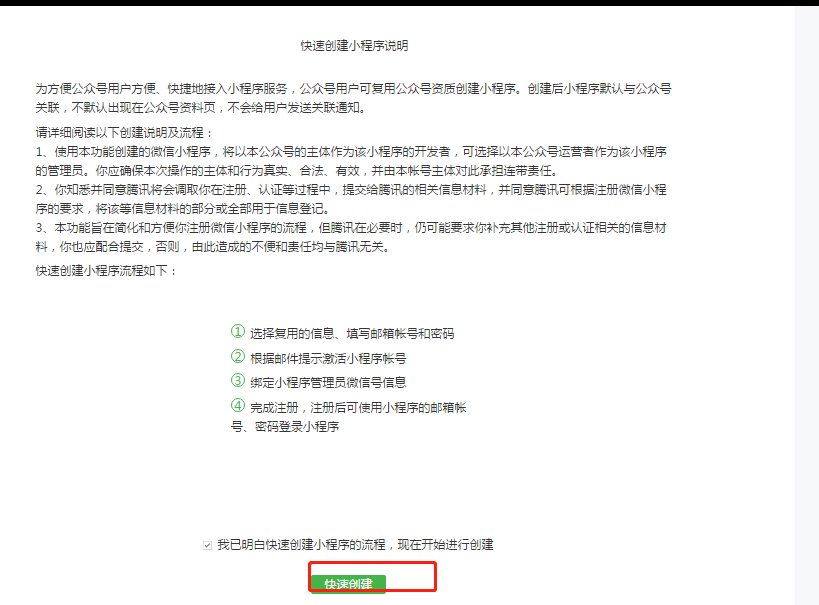 快速创建小程序说明
为方便公众号用户方便、快捷地接入小程序服务，公众号用户可复用公众号资质创建小程序。创建后小程序默认与公众号
关联，不默认出现在公众号资料页，不会给用户发送关联通知。
请详细阅读以下创建说明及流程：
1、使用本功能创建的微信小程序，将以本公众号的主体作为该小程序的开发者，可选择以本公众号运营者作为该小程序
的管理员。你应确保本次操作的主体和行为真实、合法、有效，并由本帐号主体对此承担连带责任。
2、你知悉并同意腾讯将会调取你在注册、认证等过程中，提交给腾讯的相关信息材料，并同意腾讯可根据注册微信小程
序的要求，将该等信息材料的部分或全部用于信息登记。
3、本功能旨在简化和方便你注册微信小程序的流程，但腾讯在必要时，仍可能要求你补充其他注册或认证相关的信息材
料，你也应配合提交，否则，由此造成的不便和责任均与腾讯无关。
快速创建小程序流程如下：
① 选择复用的信息、填写邮箱帐号和密码
② 根据邮件提示激活小程序帐号
③ 绑定小程序管理员微信号信息
④ 完成注册，注册后可使用小程序的邮箱帐
号、密码登录小程序
我已明白快速创建小程序的流程，现在开始进行创建
快速创建